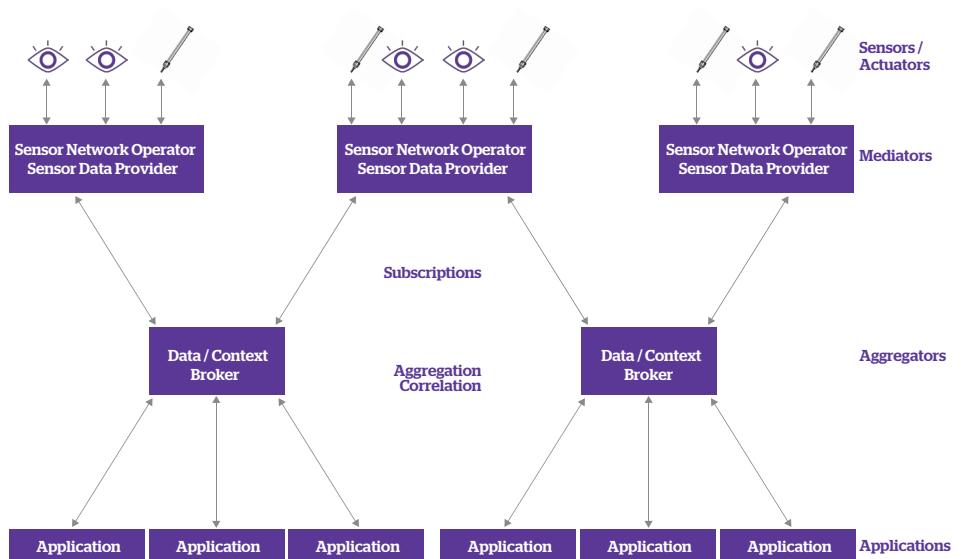 Sensors /
Actuators
Sensor Network Operator
Sensor Data Provider
Sensor Network Operator
Sensor Data Provider
Sensor Network Operator
Sensor Data Provider
Mediators
Subscriptions
Data / Context
Broker
Data / Context
Broker
Aggregators
Aggregation
Correlation
Application
Application
Application
Application
Application
Application
Applications